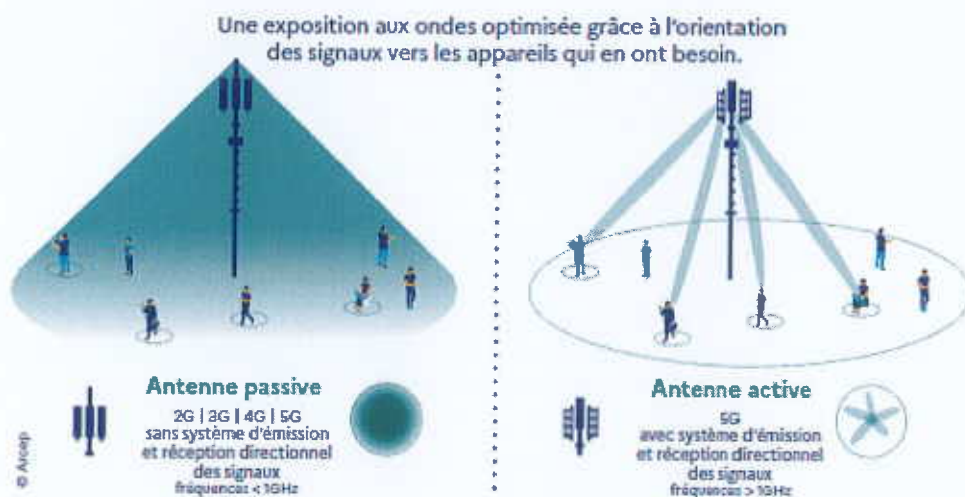 Une exposition aux ondes optimisée grâce à l'orientation
des signaux vers les appareils qui en ont besoin.
Antenne passive
2G | 3G | 4G | 5G
sans système d'émission
et réception directionnel
des signaux
fréquences < 1GHz
Antenne active
5G
avec système d'émission
et réception directionnel
des signaux
fréquences > 1GHz
© Arcep